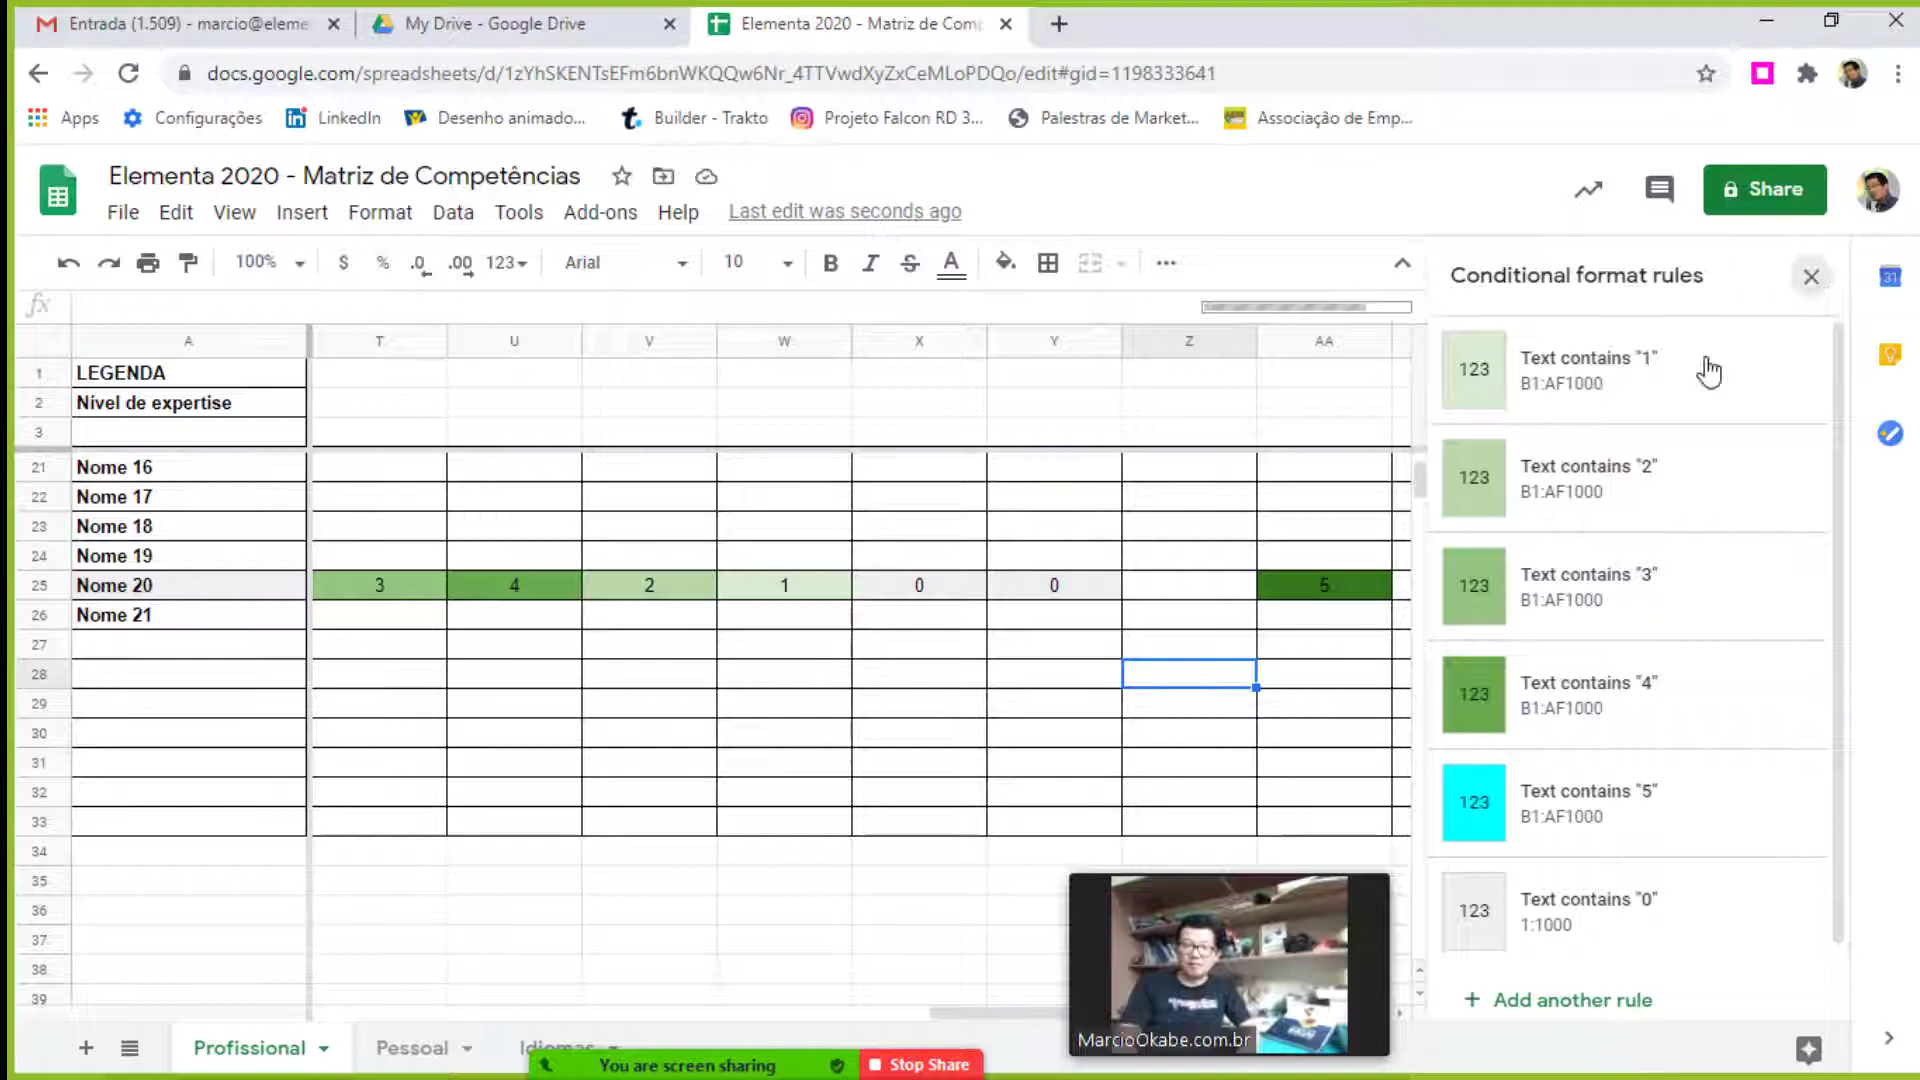 Entrada (1.509) - marcio@eleme
My Drive - Google Drive
Elementa 2020 - Matriz de Com
docs.google.com/spreadsheets/d/1zYhSKENTsEFm6bnWKQQw6Nr_4TTVwdXyZxCeMLoPDQo/edit#gid=1198333641
Apps
Configurações
LinkedIn
Desenho animado...
Builder - Trakto
Projeto Falcon RD 3...
Palestras de Market...
Associação de Emp...
Elementa 2020 - Matriz de Competências
Share
File Edit View Insert Format Data Tools Add-ons Help Last edit was seconds ago
100% $ % .0 .00 123 Arial 10 B I S A ...
Conditional format rules
31
fx
A T U V W X Y Z AA
1 LEGENDA
2 Nível de expertise
3
21 Nome 16
22 Nome 17
23 Nome 18
24 Nome 19
25 Nome 20 3 4 2 1 0 0 5
26 Nome 21
27
28
29
30
31
32
33
34
35
36
37
38
39
123 Text contains "1"
B1:AF1000
123 Text contains "2"
B1:AF1000
123 Text contains "3"
B1:AF1000
123 Text contains "4"
B1:AF1000
123 Text contains "5"
B1:AF1000
123 Text contains "0"
1:1000
+ Add another rule
MarcioOkabe.com.br
Profissional
Pessoal
Idiomas
You are screen sharing
Stop Share